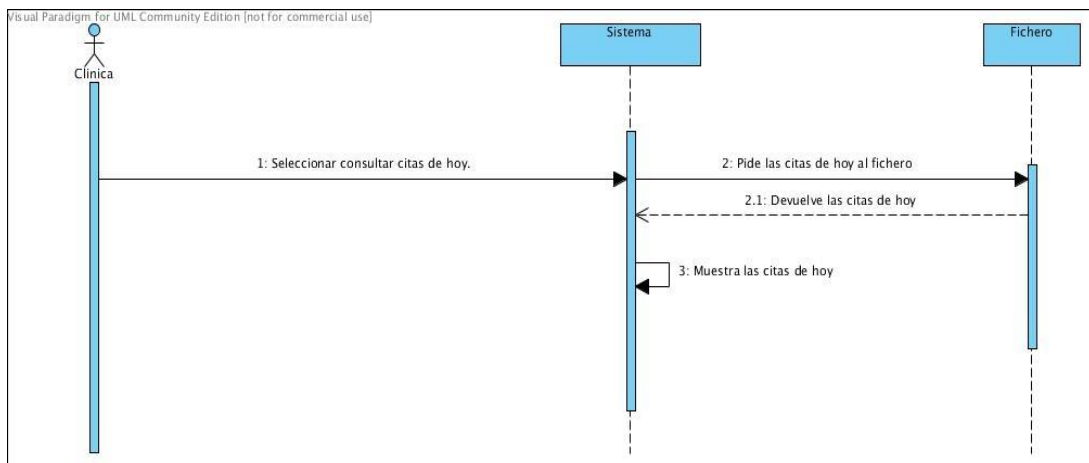 Visual Paradigm for UML Community Edition [not for commercial use]
Clinica
Sistema
Fichero
1: Seleccionar consultar citas de hoy.
2: Pide las citas de hoy al fichero
2.1: Devuelve las citas de hoy
3: Muestra las citas de hoy